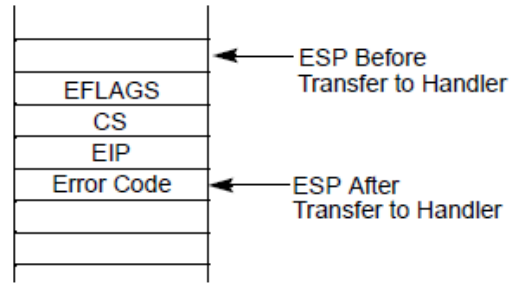 ESP Before
Transfer to Handler
EFLAGS
CS
EIP
Error Code
ESP After
Transfer to Handler